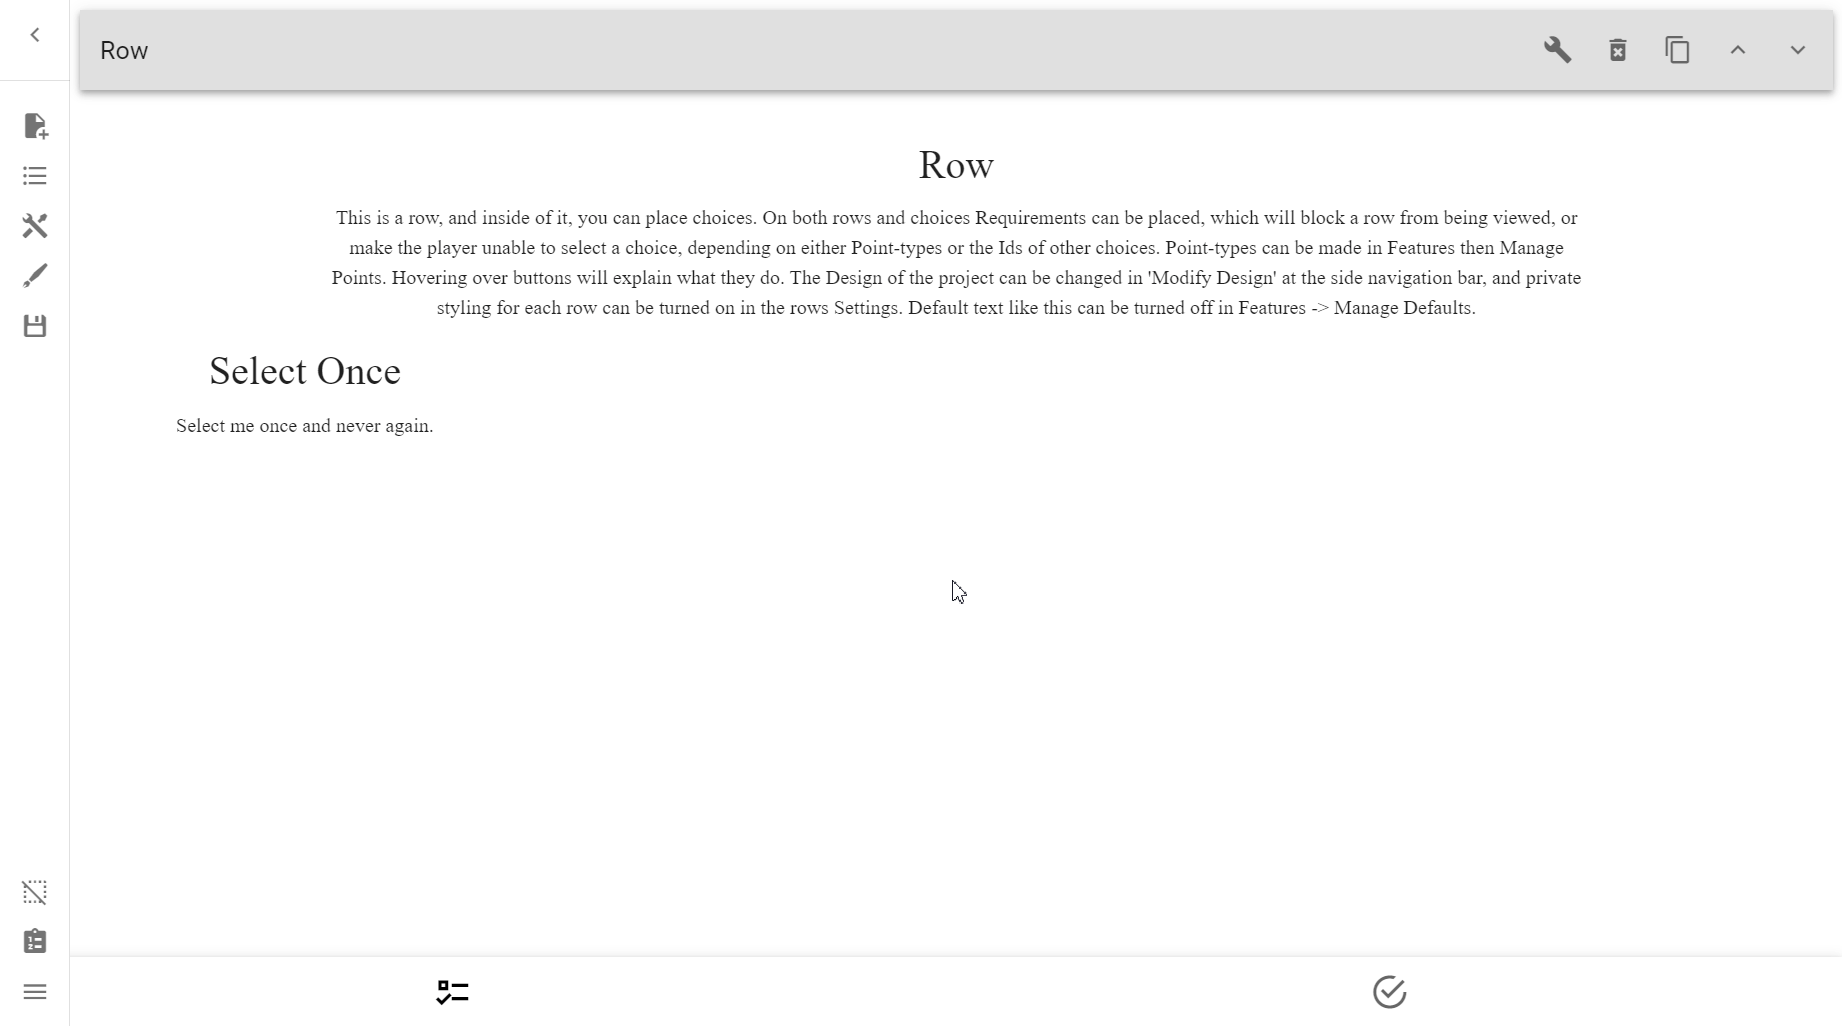 Row
Row
This is a row, and inside of it, you can place choices. On both rows and choices Requirements can be placed, which will block a row from being viewed, or
make the player unable to select a choice, depending on either Point-types or the Ids of other choices. Point-types can be made in Features then Manage
Points. Hovering over buttons will explain what they do. The Design of the project can be changed in 'Modify Design' at the side navigation bar, and private
styling for each row can be turned on in the rows Settings. Default text like this can be turned off in Features -> Manage Defaults.
Select Once
Select me once and never again.